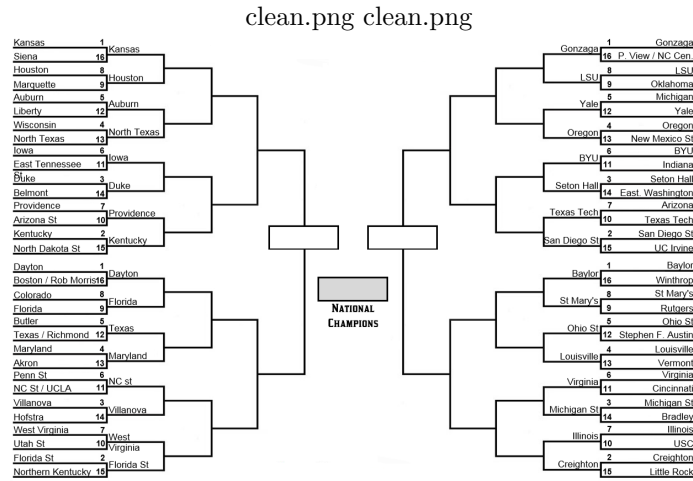 clean.png clean.png
Kansas 1
Siena 16
Kansas
Houston 8
Marquette 9
Houston
Auburn 5
Liberty 12
Auburn
Wisconsin 4
North Texas 13
North Texas
Iowa 6
East Tennessee St 11
Iowa
Duke 3
Belmont 14
Duke
Providence 7
Arizona St 10
Providence
Kentucky 2
North Dakota St 15
Kentucky
Dayton 1
Boston / Rob Morris 16
Dayton
Colorado 8
Florida 9
Florida
Butler 5
Texas / Richmond 12
Texas
Maryland 4
Akron 13
Maryland
Penn St 6
NC St / UCLA 11
NC st
Villanova 3
Hofstra 14
Villanova
West Virginia 7
Utah St 10
West Virginia
Florida St 2
Northern Kentucky 15
Florida St
National
Champions
1 Gonzaga
16 P. View / NC Cen.
Gonzaga
8 LSU
9 Oklahoma
LSU
5 Michigan
12 Yale
Yale
4 Oregon
13 New Mexico St
Oregon
6 BYU
11 Indiana
BYU
3 Seton Hall
14 East. Washington
Seton Hall
7 Arizona
10 Texas Tech
Texas Tech
2 San Diego St
15 UC Irvine
San Diego St
1 Baylor
16 Winthrop
Baylor
8 St Mary's
9 Rutgers
St Mary's
5 Ohio St
12 Stephen F. Austin
Ohio St
4 Louisville
13 Vermont
Louisville
6 Virginia
11 Cincinnati
Virginia
3 Michigan St
14 Bradley
Michigan St
7 Illinois
10 USC
Illinois
2 Creighton
15 Little Rock
Creighton